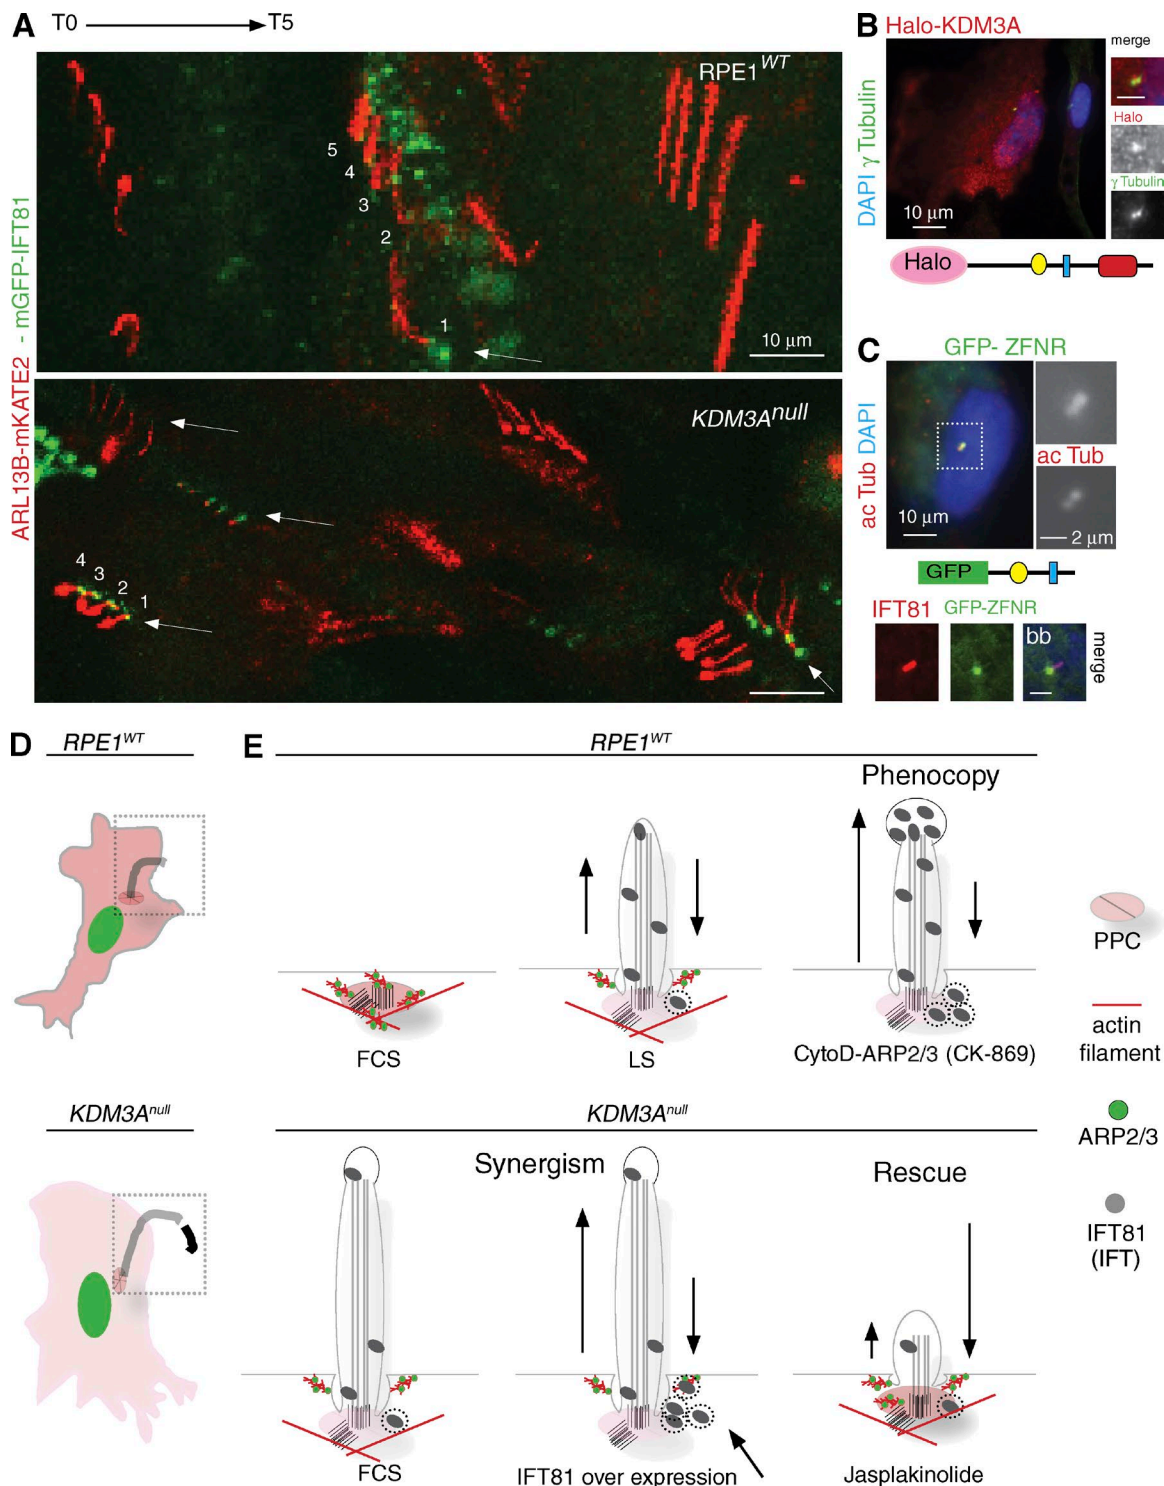 A
T0
T5
ARL13B-mKATE2 - mGFP-IFT81
RPE1WT
5
4
3
2
1
10 µm
KDM3Anull
4
3
2
1
B
Halo-KDM3A
DAPI γ Tubulin
merge
Halo
γ Tubulin
10 µm
Halo
C
GFP- ZFNR
ac Tub DAPI
ac Tub
10 µm
2 µm
GFP
IFT81
GFP-ZFNR
bb
merge
D
RPE1WT
KDM3Anull
E
RPE1WT
Phenocopy
FCS
LS
CytoD-ARP2/3 (CK-869)
KDM3Anull
Synergism
Rescue
FCS
IFT81 over expression
Jasplakinolide
PPC
actin
filament
ARP2/3
IFT81
(IFT)